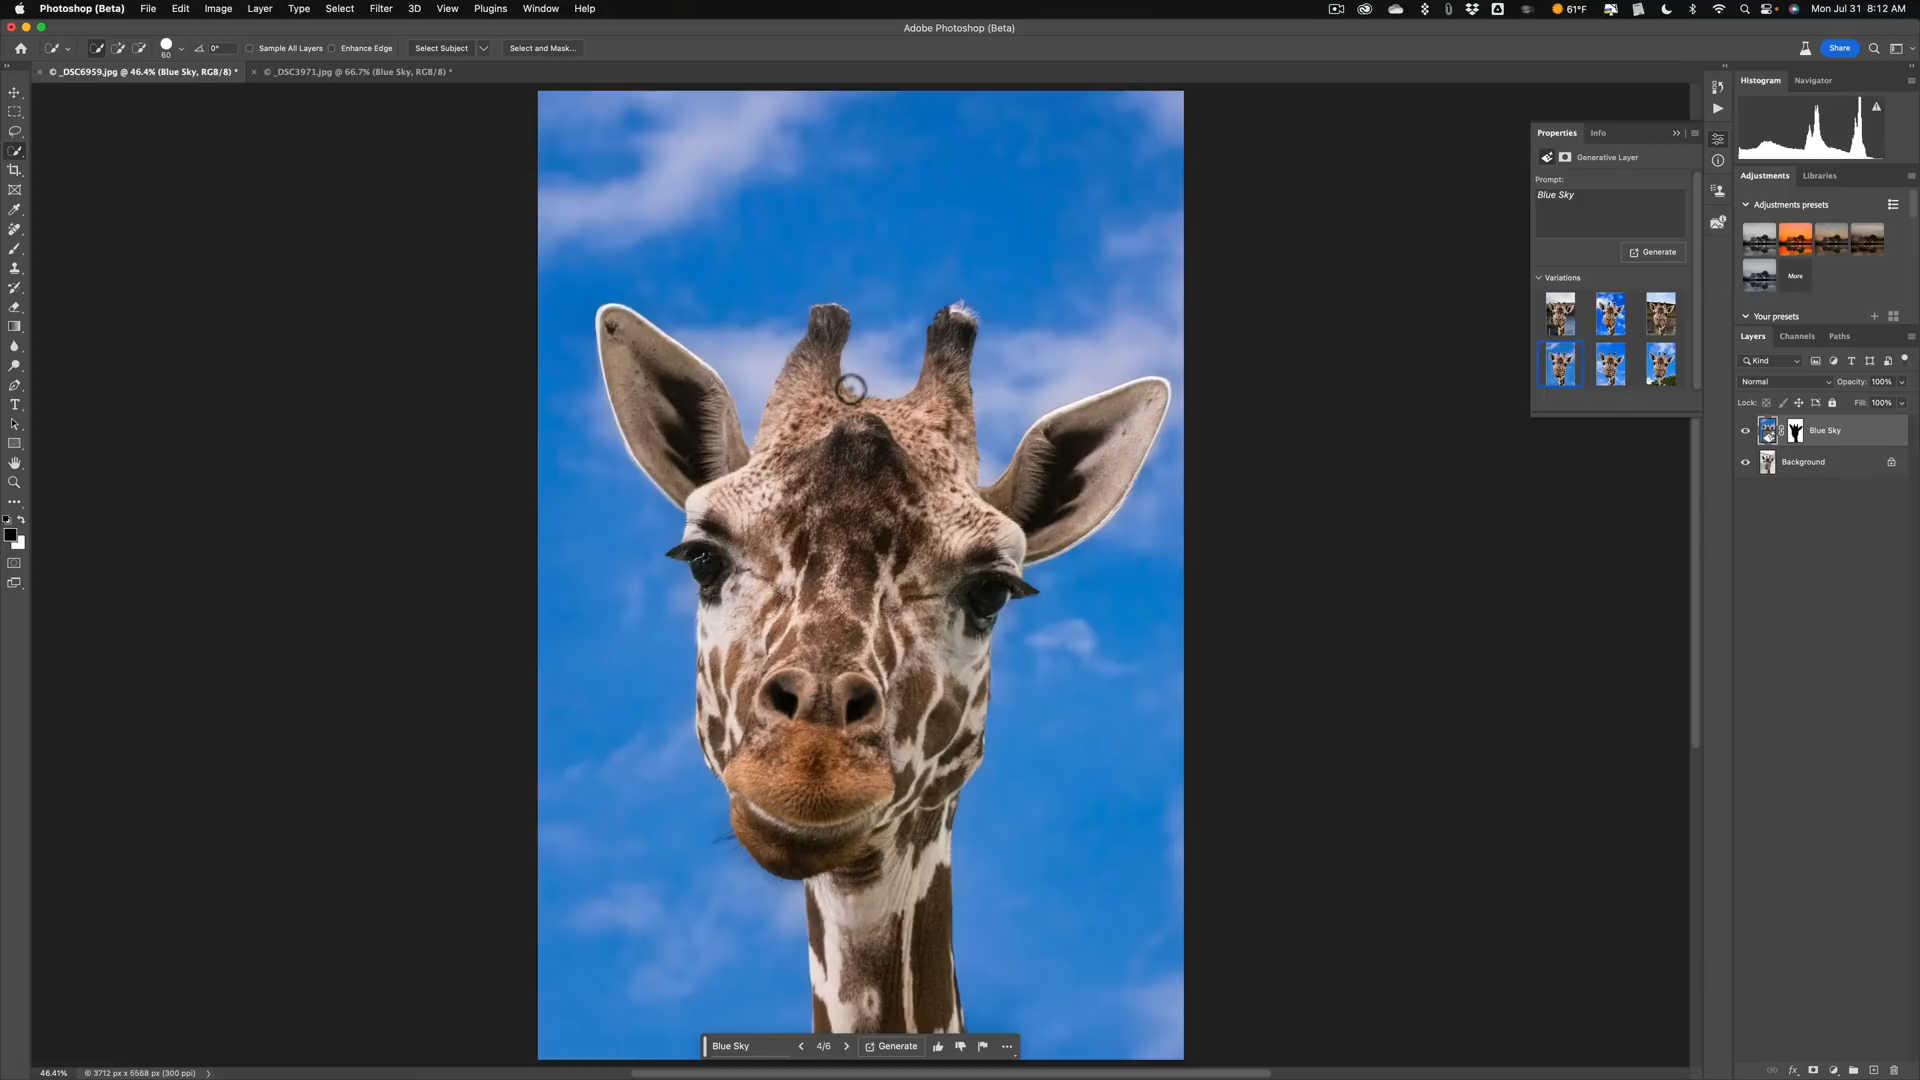 Photoshop (Beta) File Edit Image Layer Type Select Filter 3D View Plugins Window Help 61°F Mon Jul 31 8:12 AM
Adobe Photoshop (Beta)
60 0° Sample All Layers Enhance Edge Select Subject Select and Mask... Share
© _DSC6959.jpg @ 46.4% (Blue Sky, RGB/8) * © _DSC3971.jpg @ 66.7% (Blue Sky, RGB/8) *
Histogram Navigator
Properties Info
Generative Layer
Prompt:
Blue Sky
Generate
Variations
Adjustments Libraries
Adjustments presets
More
Your presets
Layers Channels Paths
Kind
Normal Opacity: 100%
Lock: Fill: 100%
Blue Sky
Background
Blue Sky 4/6 Generate
46.41% © 3712 px x 5568 px (300 ppi)